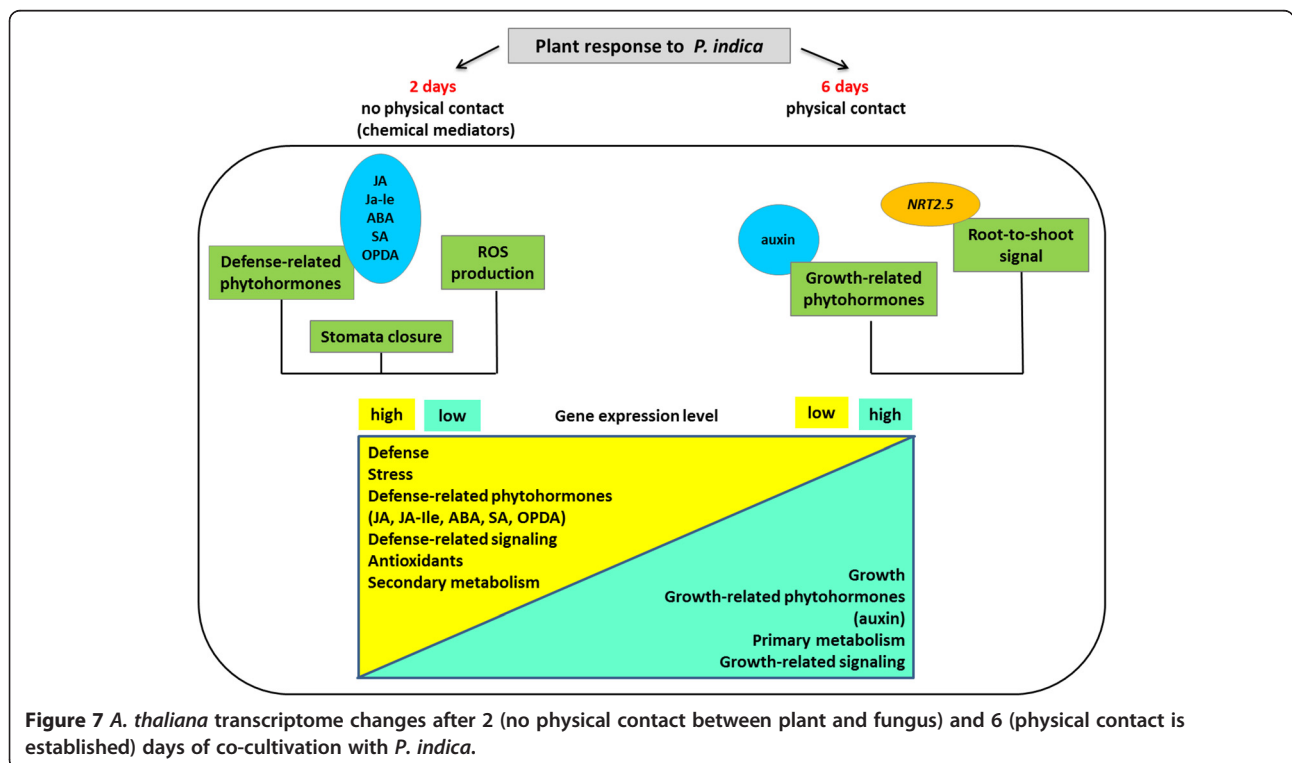 Plant response to P. indica
2 days
no physical contact
(chemical mediators)
6 days
physical contact
JA
Ja-le
ABA
SA
OPDA
Defense-related
phytohormones
ROS
production
Stomata closure
auxin
NRT2.5
Root-to-shoot
signal
Growth-related
phytohormones
high
low
Gene expression level
low
high
Defense
Stress
Defense-related phytohormones
(JA, JA-Ile, ABA, SA, OPDA)
Defense-related signaling
Antioxidants
Secondary metabolism
Growth
Growth-related phytohormones
(auxin)
Primary metabolism
Growth-related signaling
Figure 7 A. thaliana transcriptome changes after 2 (no physical contact between plant and fungus) and 6 (physical contact is
established) days of co-cultivation with P. indica.